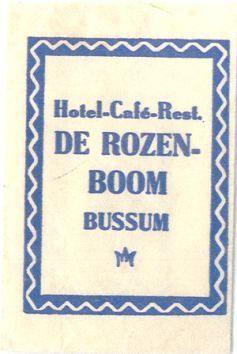 Hotel-Café-Rest.
DE ROZEN-
BOOM
BUSSUM